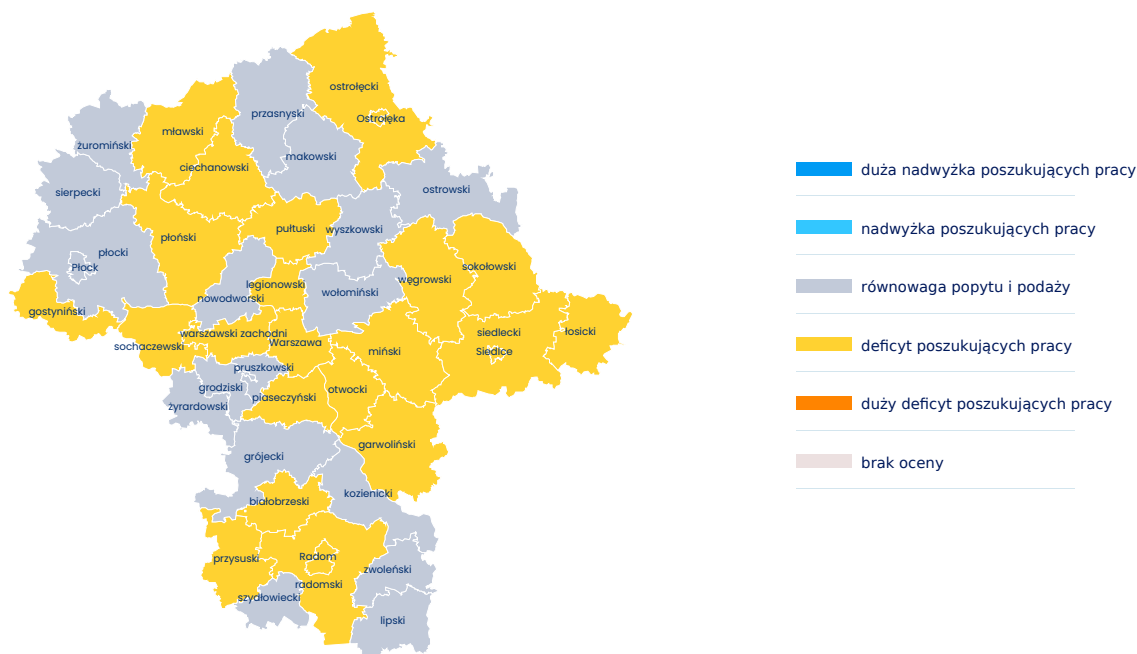 ostrołęcki
Ostrołęka
przasnyski
mławski
żuromiński
makowski
ciechanowski
sierpecki
ostrowski
pułtuski
wyszkowski
płoński
płocki
Płock
sokołowski
węgrowski
legionowski
wołomiński
nowodworski
gostyniński
siedlecki
łosicki
warszawski zachodni
Warszawa
sochaczewski
miński
Siedlce
pruszkowski
grodziski
otwocki
piaseczyński
żyrardowski
garwoliński
grójecki
kozienicki
białobrzeski
Radom
przysuski
zwoleński
radomski
szydłowiecki
lipski
duża nadwyżka poszukujących pracy
nadwyżka poszukujących pracy
równowaga popytu i podaży
deficyt poszukujących pracy
duży deficyt poszukujących pracy
brak oceny